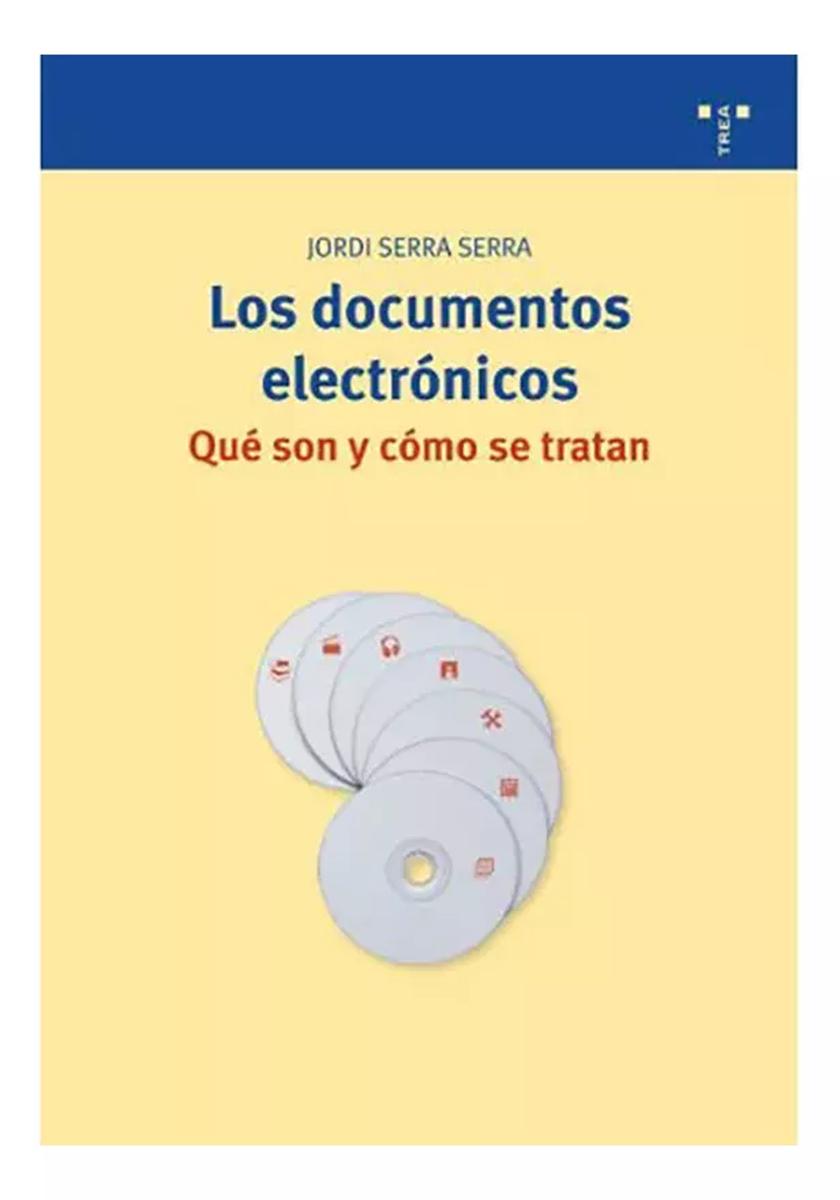 TREA
JORDI SERRA SERRA
Los documentos
electrónicos
Qué son y cómo se tratan